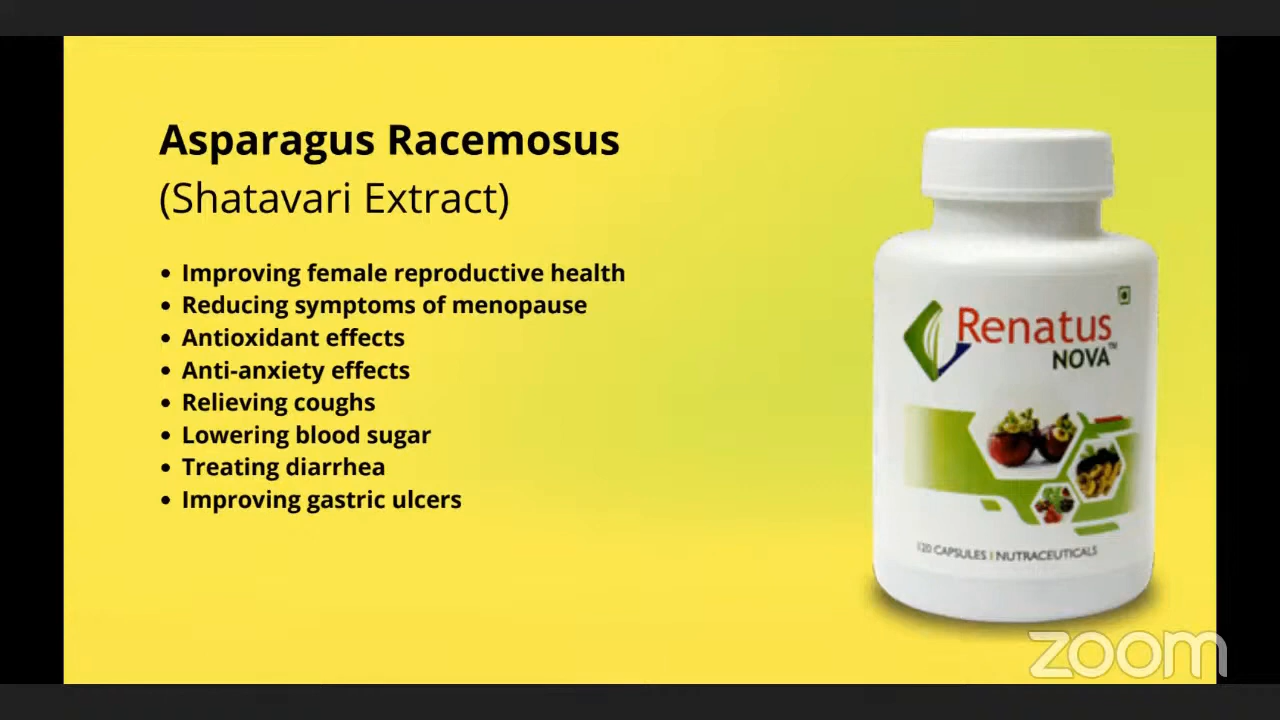 Asparagus Racemosus
(Shatavari Extract)
• Improving female reproductive health
• Reducing symptoms of menopause
• Antioxidant effects
• Anti-anxiety effects
• Relieving coughs
• Lowering blood sugar
• Treating diarrhea
• Improving gastric ulcers
Renatus
NOVA™
120 CAPSULES | NUTRACEUTICALS
zoom